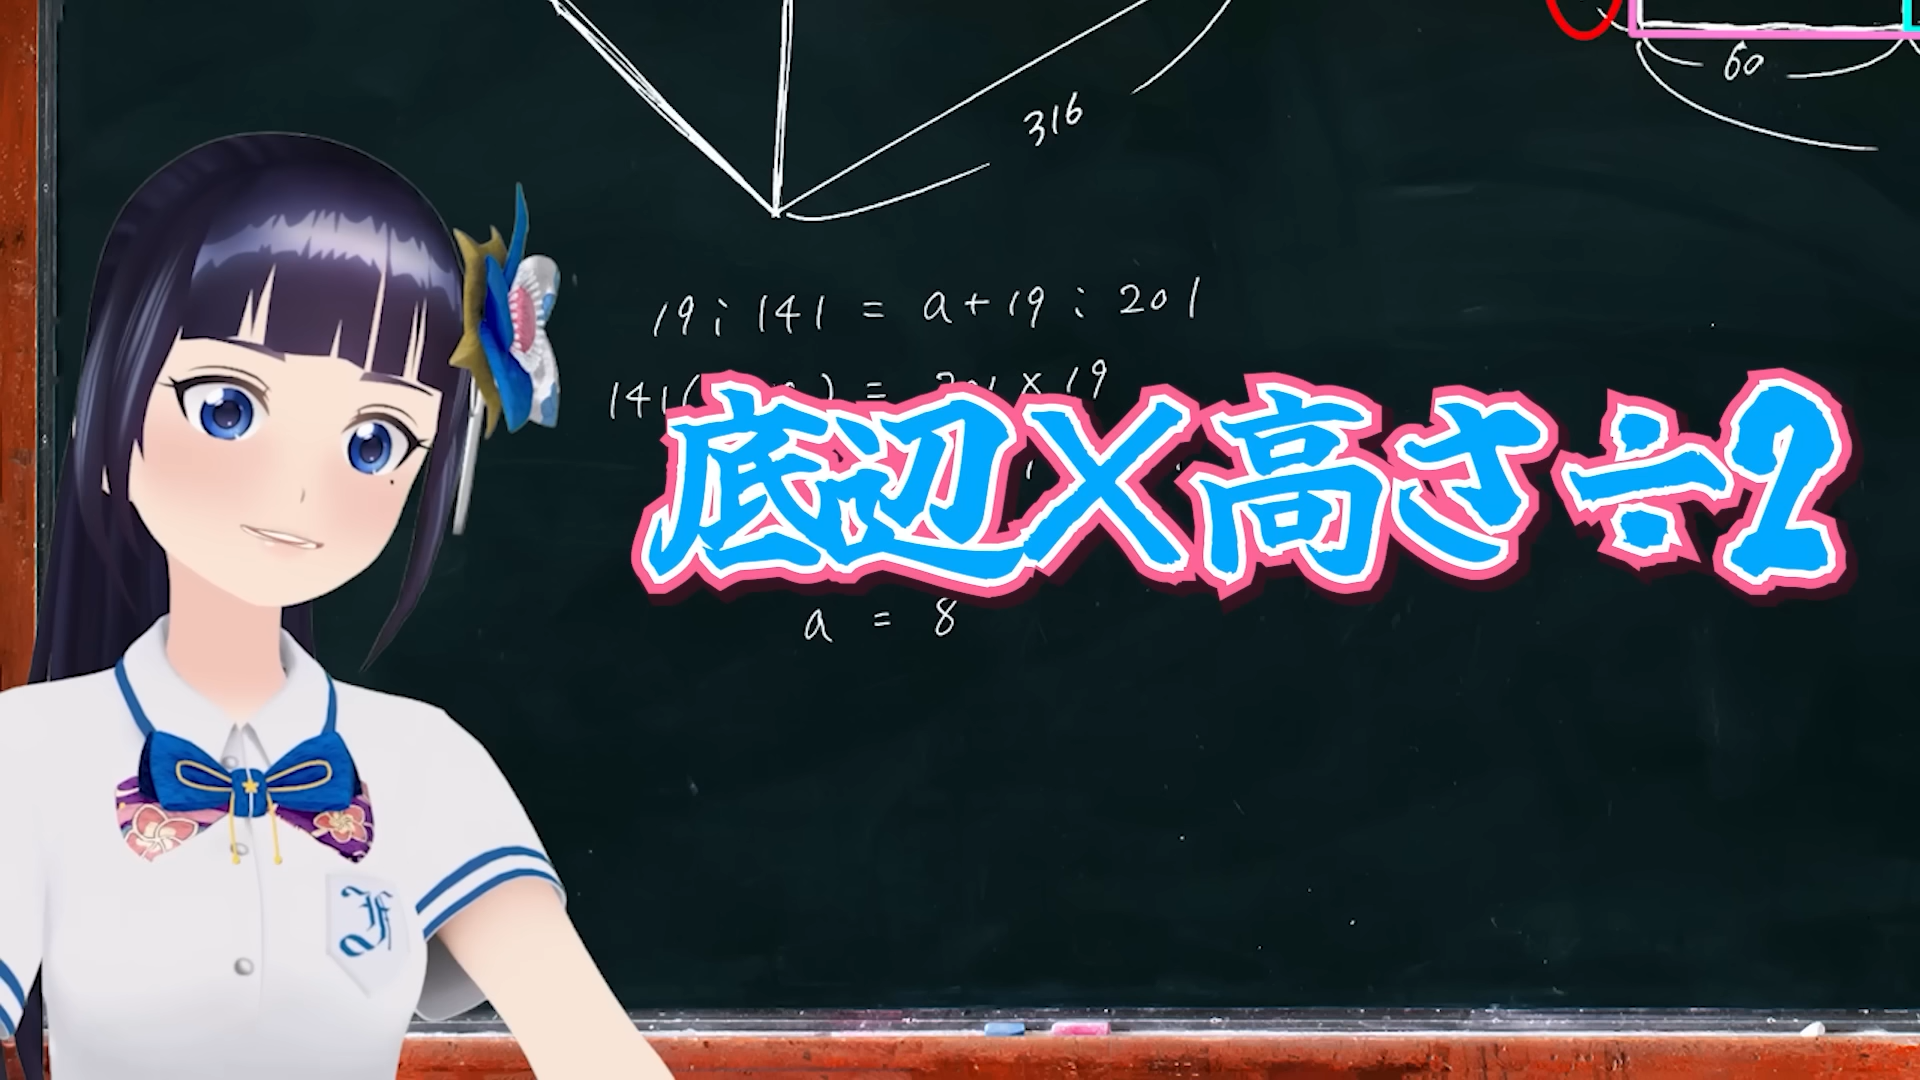 60
316
19 : 141 = a + 19 : 201
底辺×高さ÷2
a = 8
F